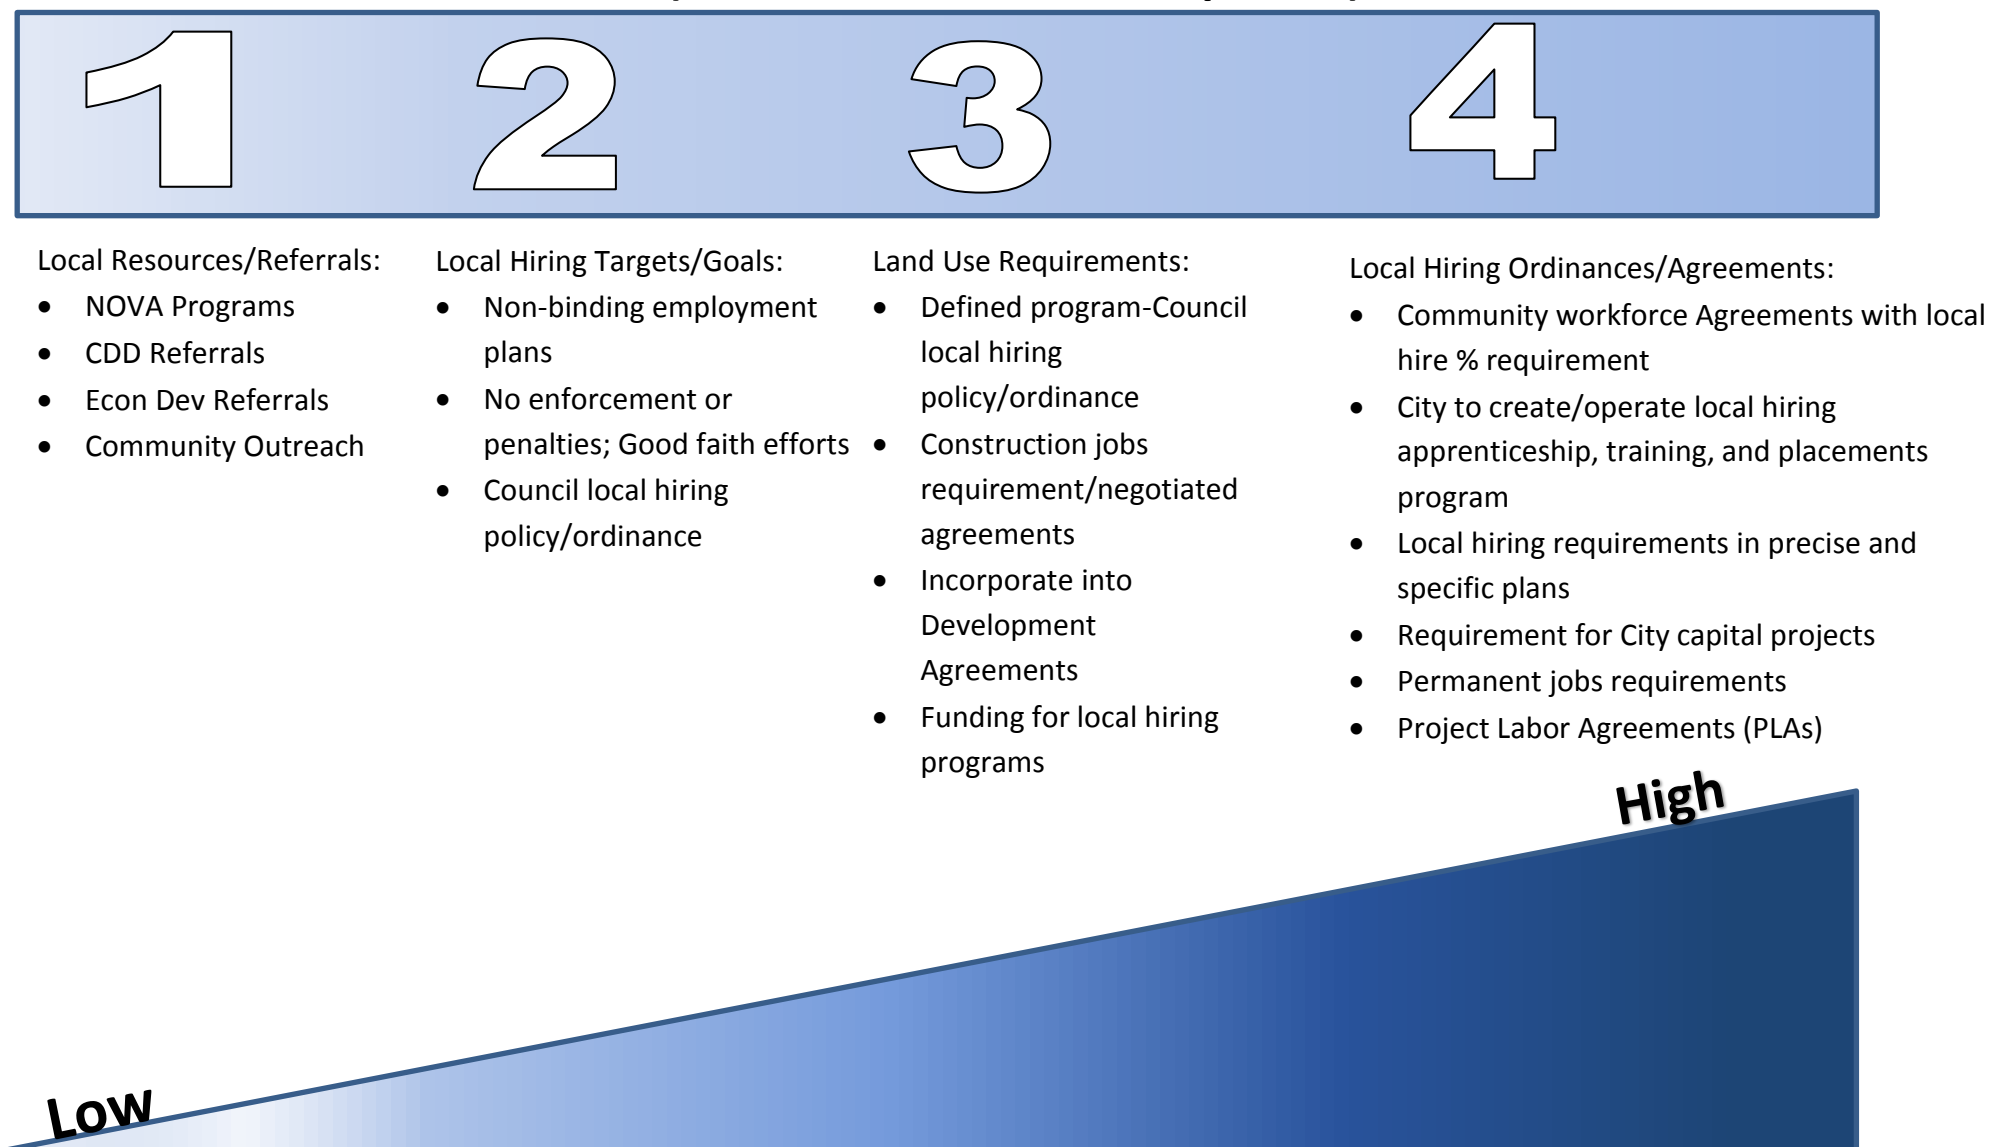 1
2
3
4
Local Resources/Referrals:
• NOVA Programs
• CDD Referrals
• Econ Dev Referrals
• Community Outreach
Local Hiring Targets/Goals:
• Non-binding employment
plans
• No enforcement or
penalties; Good faith efforts
• Council local hiring
policy/ordinance
Land Use Requirements:
• Defined program-Council
local hiring
policy/ordinance
• Construction jobs
requirement/negotiated
agreements
• Incorporate into
Development
Agreements
• Funding for local hiring
programs
Local Hiring Ordinances/Agreements:
• Community workforce Agreements with local
hire % requirement
• City to create/operate local hiring
apprenticeship, training, and placements
program
• Local hiring requirements in precise and
specific plans
• Requirement for City capital projects
• Permanent jobs requirements
• Project Labor Agreements (PLAs)
High
Low